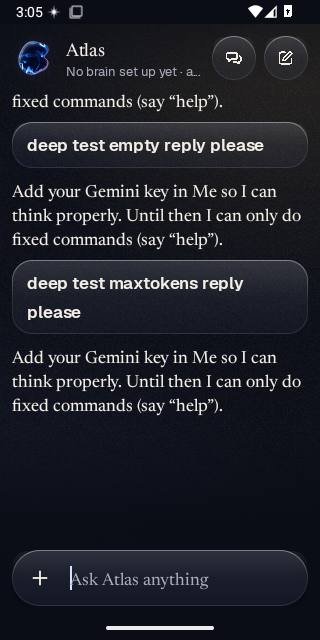 3:05
Atlas
No brain set up yet · a...
fixed commands (say “help”).
deep test empty reply please
Add your Gemini key in Me so I can
think properly. Until then I can only do
fixed commands (say “help”).
deep test maxtokens reply
please
Add your Gemini key in Me so I can
think properly. Until then I can only do
fixed commands (say “help”).
Ask Atlas anything